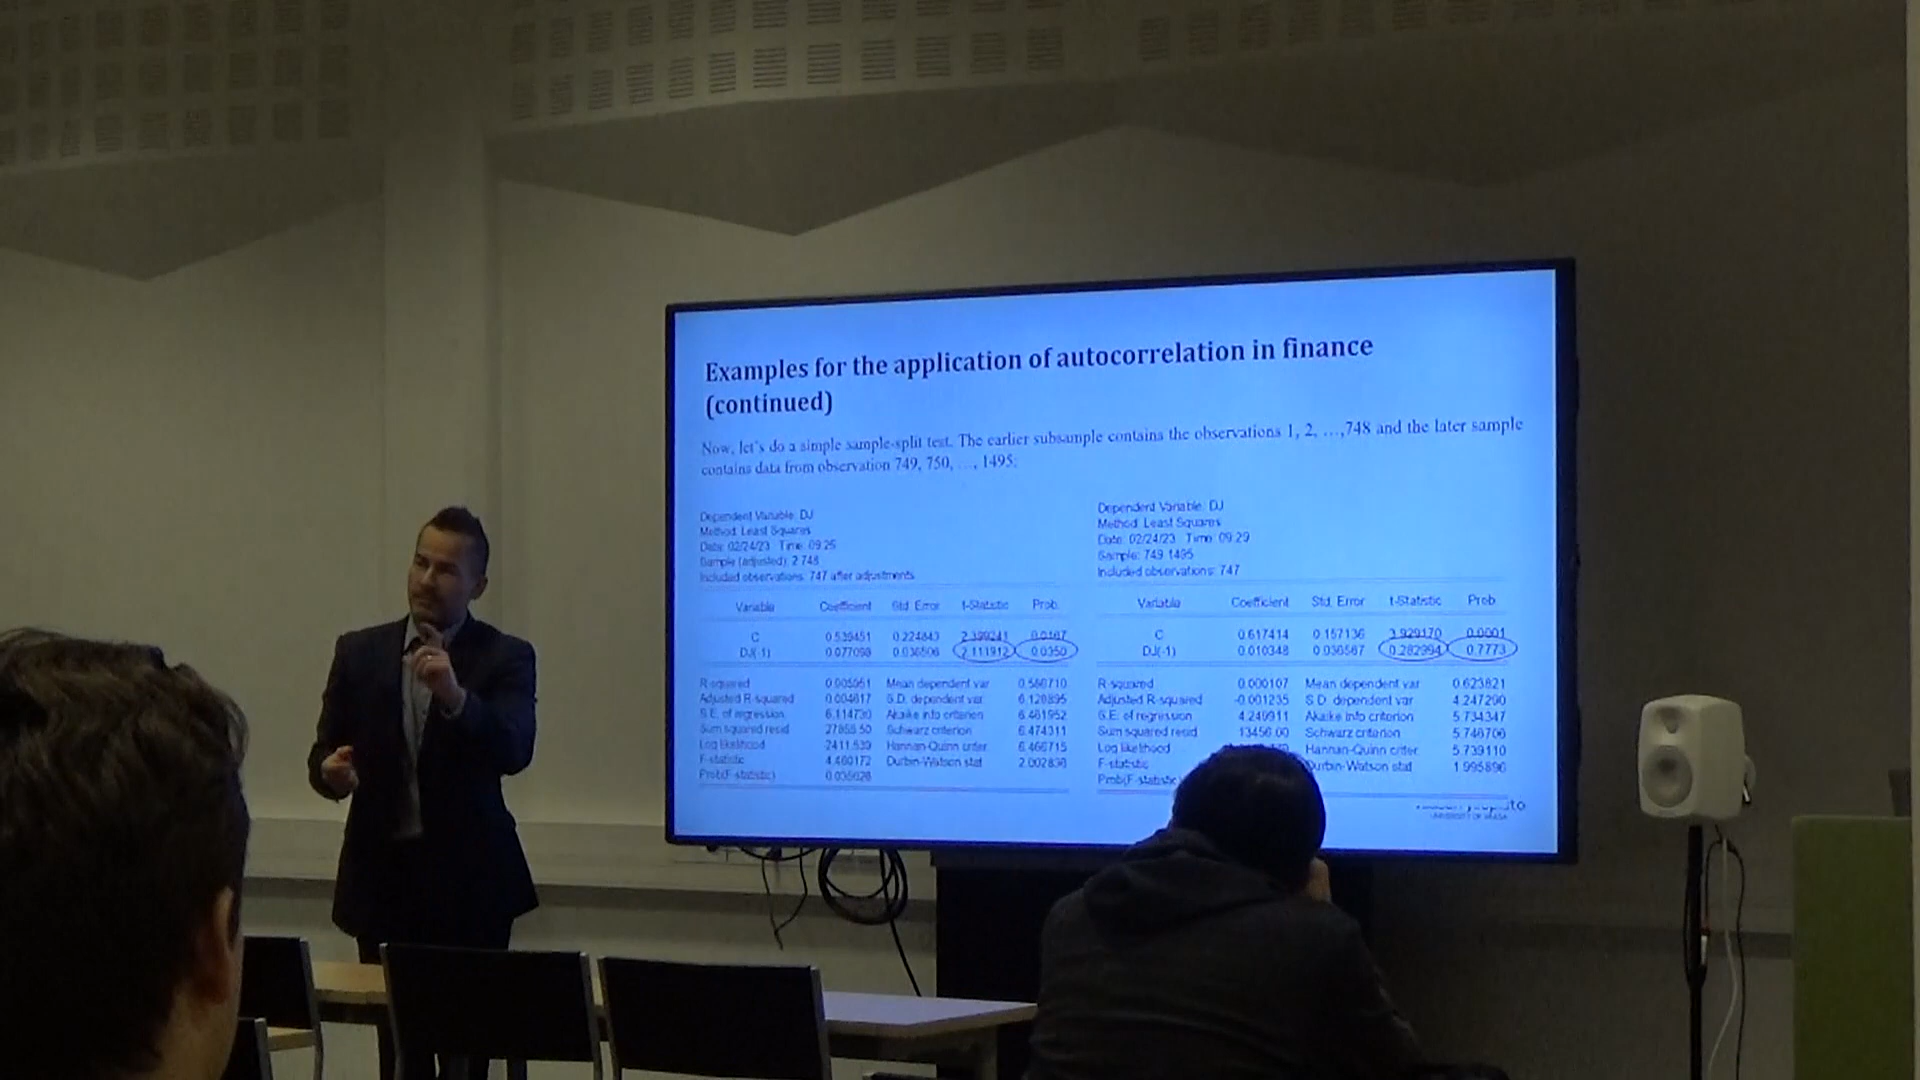 Examples for the application of autocorrelation in finance
(continued)
Now, let's do a simple sample-split test. The earlier subsample contains the observations 1, 2, …,748 and the later sample
contains data from observation 749, 750, …, 1495:
Dependent Variable: DJ
Method: Least Squares
Date: 02/24/23 Time: 09:25
Sample (adjusted): 2 748
Included observations: 747 after adjustments
Variable Coefficient Std. Error t-Statistic Prob.
C 0.539451 0.224843 2.399241 0.0167
DJ(-1) 0.077098 0.036506 2.111912 0.0350
R-squared 0.005951 Mean dependent var
Adjusted R-squared 0.004617 S.D. dependent var
S.E. of regression 6.114730 Akaike info criterion 6.461952
Sum squared resid Schwarz criterion 6.474311
Log likelihood Hannan-Quinn criter. 6.466715
F-statistic 4.460172 Durbin-Watson stat
Prob(F-statistic)
Dependent Variable: DJ
Method: Least Squares
Date: 02/24/23 Time: 09:29
Sample: 749 1495
Included observations: 747
Variable Coefficient Std. Error t-Statistic Prob.
C 0.617414 0.157136 3.929170 0.0001
DJ(-1) 0.010348 0.036567 0.282994 0.7773
R-squared 0.000107 Mean dependent var 0.623821
Adjusted R-squared -0.001235 S.D. dependent var 4.247290
S.E. of regression 4.249911 Akaike info criterion 5.734347
Sum squared resid 13456.00 Schwarz criterion 5.746706
Log likelihood Hannan-Quinn criter. 5.739110
F-statistic Durbin-Watson stat 1.995896
Prob(F-statistic)
UNIVERSITY OF VAASA